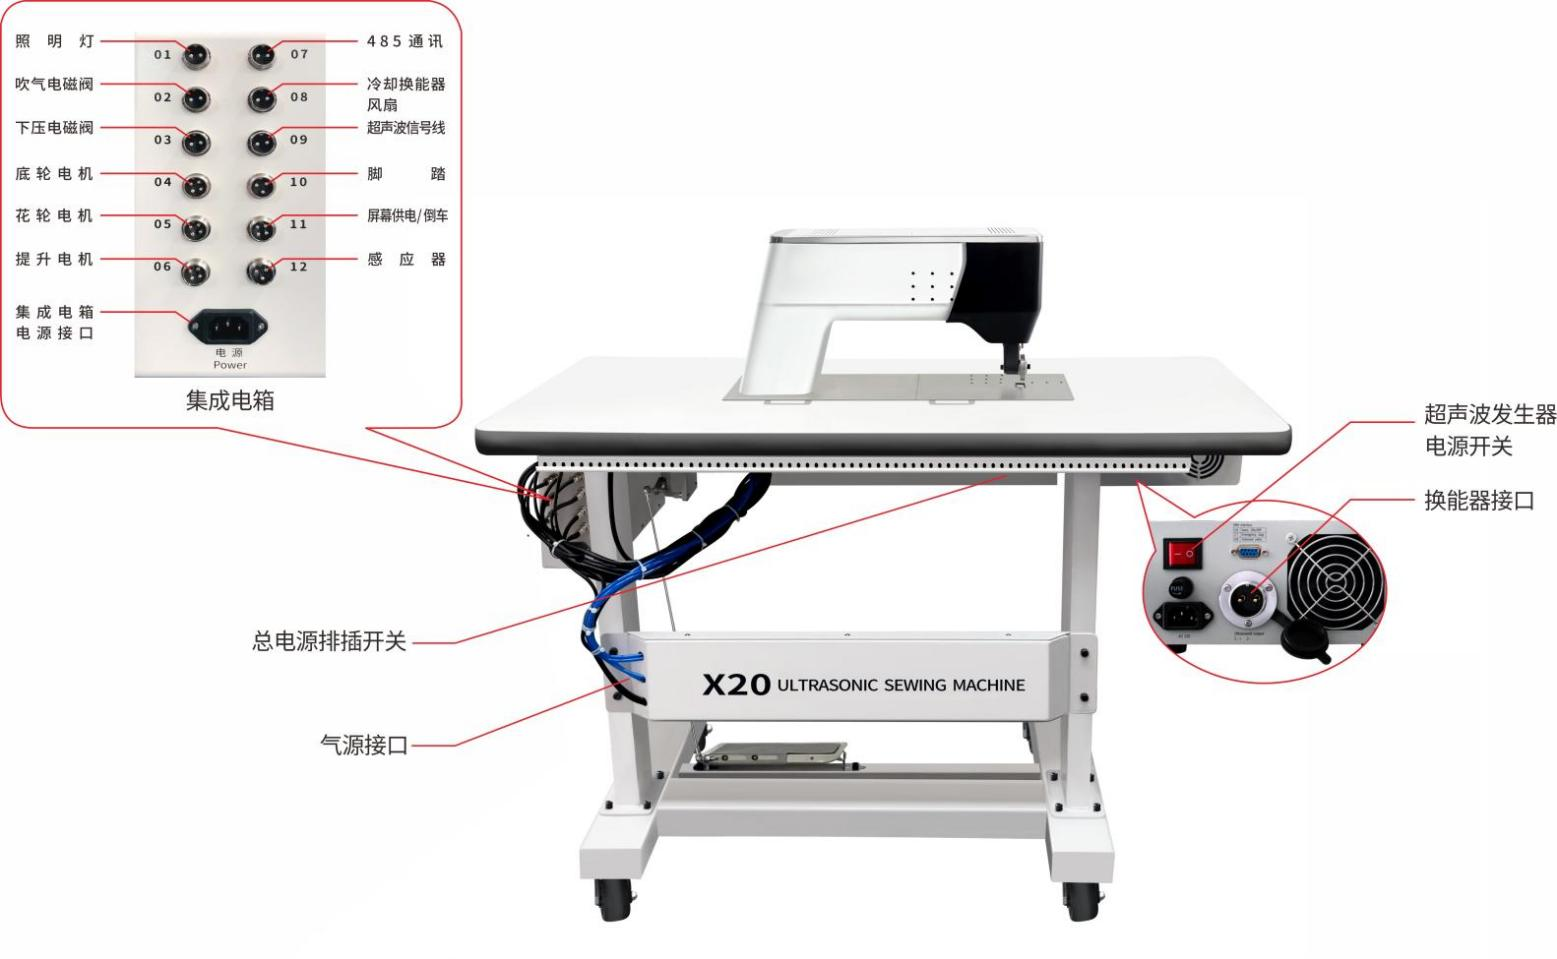 照明灯
01
07
485通讯
吹气电磁阀
02
08
冷却换能器
风扇
下压电磁阀
03
09
超声波信号线
底轮电机
04
10
脚踏
花轮电机
05
11
屏幕供电/倒车
提升电机
06
12
感应器
集成电箱
电源接口
电源
Power
集成电箱
超声波发生器
电源开关
换能器接口
FUSE
总电源排插开关
气源接口
X20 ULTRASONIC SEWING MACHINE